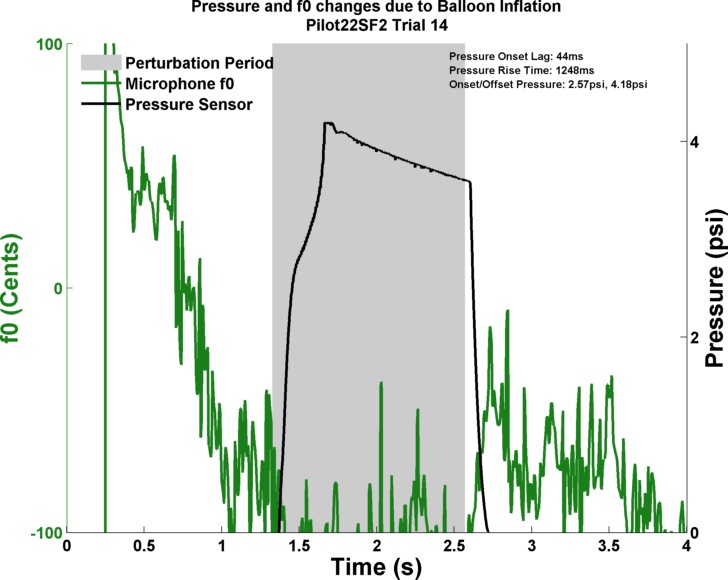 Pressure and f0 changes due to Balloon Inflation
Pilot22SF2 Trial 14
100
Perturbation Period
Microphone f0
Pressure Sensor
Pressure Onset Lag: 44ms
Pressure Rise Time: 1248ms
Onset/Offset Pressure: 2.57psi, 4.18psi
4
f0 (Cents)
0
Pressure (psi)
2
-100
0
0
0.5
1
1.5
2
2.5
3
3.5
4
Time (s)